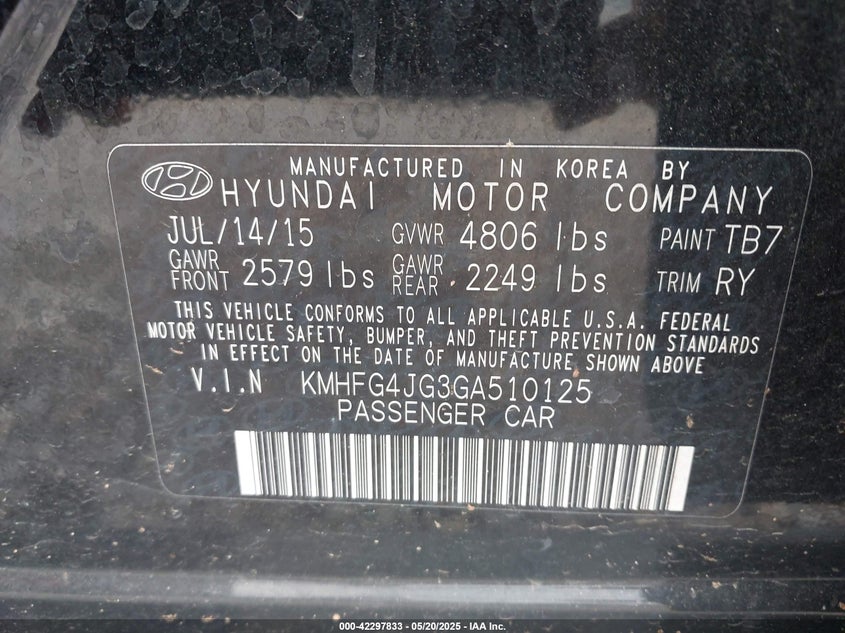 MANUFACTURED IN KOREA BY
HYUNDAI MOTOR COMPANY
JUL/14/15 GVWR 4806 lbs PAINT TB7
GAWR FRONT 2579 lbs GAWR REAR 2249 lbs TRIM RY
THIS VEHICLE CONFORMS TO ALL APPLICABLE U.S.A. FEDERAL
MOTOR VEHICLE SAFETY, BUMPER, AND THEFT PREVENTION STANDARDS
IN EFFECT ON THE DATE OF MANUFACTURE SHOWN ABOVE
V.I.N KMHFG4JG3GA510125
PASSENGER CAR
000-42297833 - 05/20/2025 - IAA Inc.